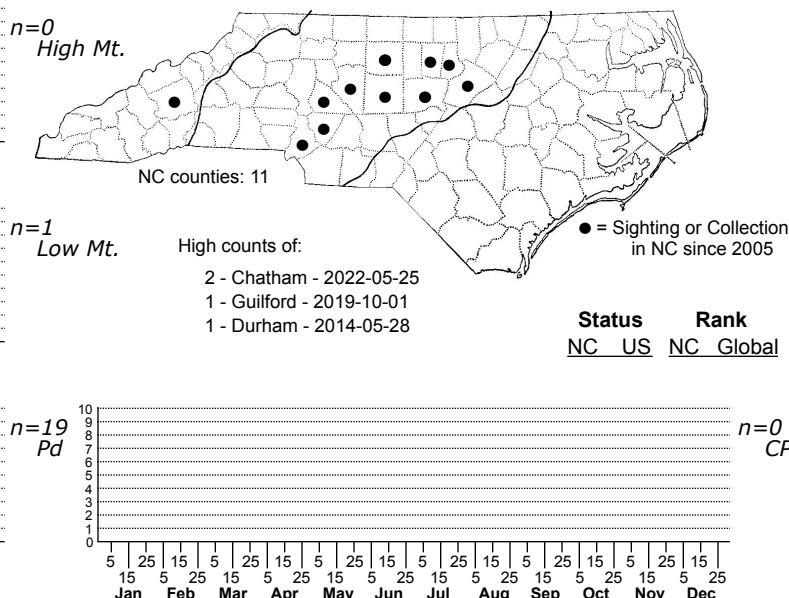 n=0
High Mt.
NC counties: 11
n=1
Low Mt.
High counts of:
2 - Chatham - 2022-05-25
1 - Guilford - 2019-10-01
1 - Durham - 2014-05-28
● = Sighting or Collection
in NC since 2005
Status Rank
NC US NC Global
n=19
Pd
10
9
8
7
6
5
4
3
2
1
0
n=0
CP
5 25 15 5 25 15 5 25 15 5 25 15 5 25 15 5 25 15
15 5 25 15 5 25 15 5 25 15 5 25 15 5 25 15 5 25
Jan Feb Mar Apr May Jun Jul Aug Sep Oct Nov Dec